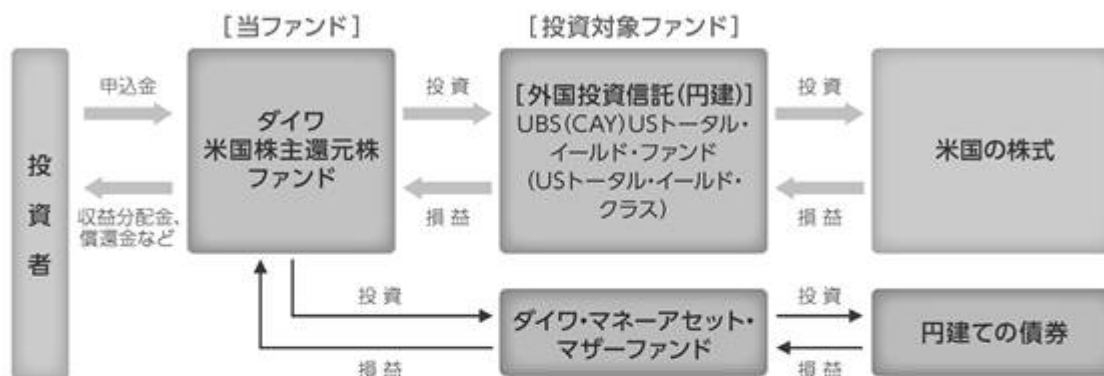 [当ファンド]
[投資対象ファンド]
投資者
申込金
収益分配金、
償還金など
ダイワ
米国株主還元株
ファンド
投資
損益
[外国投資信託(円建)]
UBS(CAY)USトータル・
イールド・ファンド
(USトータル・イールド・
クラス)
投資
損益
米国の株式
投資
損益
ダイワ・マネーアセット・
マザーファンド
投資
損益
円建ての債券